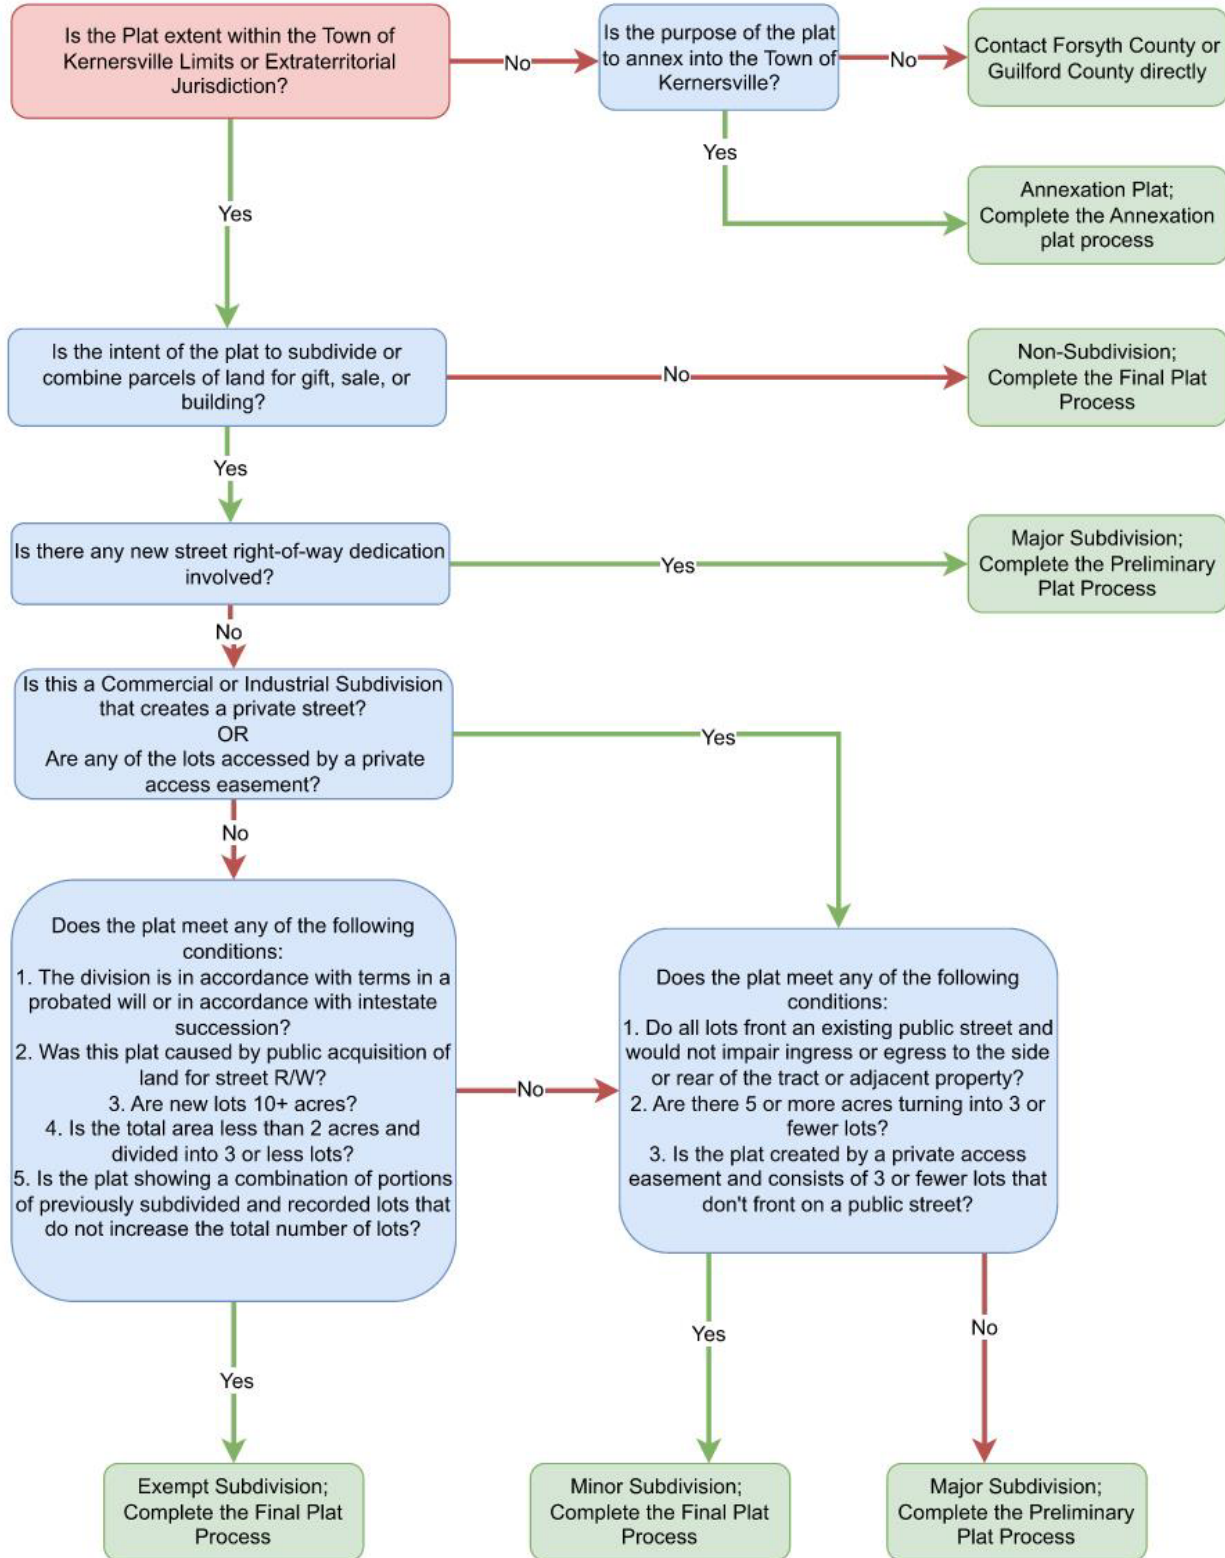 Is the Plat extent within the Town of
Kernersville Limits or Extraterritorial
Jurisdiction?
No
Is the purpose of the plat
to annex into the Town of
Kernersville?
No
Contact Forsyth County or
Guilford County directly
Yes
Annexation Plat;
Complete the Annexation
plat process
Yes
Is the intent of the plat to subdivide or
combine parcels of land for gift, sale, or
building?
No
Non-Subdivision;
Complete the Final Plat
Process
Yes
Is there any new street right-of-way dedication
involved?
Yes
Major Subdivision;
Complete the Preliminary
Plat Process
No
Is this a Commercial or Industrial Subdivision
that creates a private street?
OR
Are any of the lots accessed by a private
access easement?
Yes
No
Does the plat meet any of the following
conditions:
1. The division is in accordance with terms in a
probated will or in accordance with intestate
succession?
2. Was this plat caused by public acquisition of
land for street R/W?
3. Are new lots 10+ acres?
4. Is the total area less than 2 acres and
divided into 3 or less lots?
5. Is the plat showing a combination of portions
of previously subdivided and recorded lots that
do not increase the total number of lots?
No
Does the plat meet any of the following
conditions:
1. Do all lots front an existing public street and
would not impair ingress or egress to the side
or rear of the tract or adjacent property?
2. Are there 5 or more acres turning into 3 or
fewer lots?
3. Is the plat created by a private access
easement and consists of 3 or fewer lots that
don't front on a public street?
Yes
Yes
No
Exempt Subdivision;
Complete the Final Plat
Process
Minor Subdivision;
Complete the Final Plat
Process
Major Subdivision;
Complete the Preliminary
Plat Process